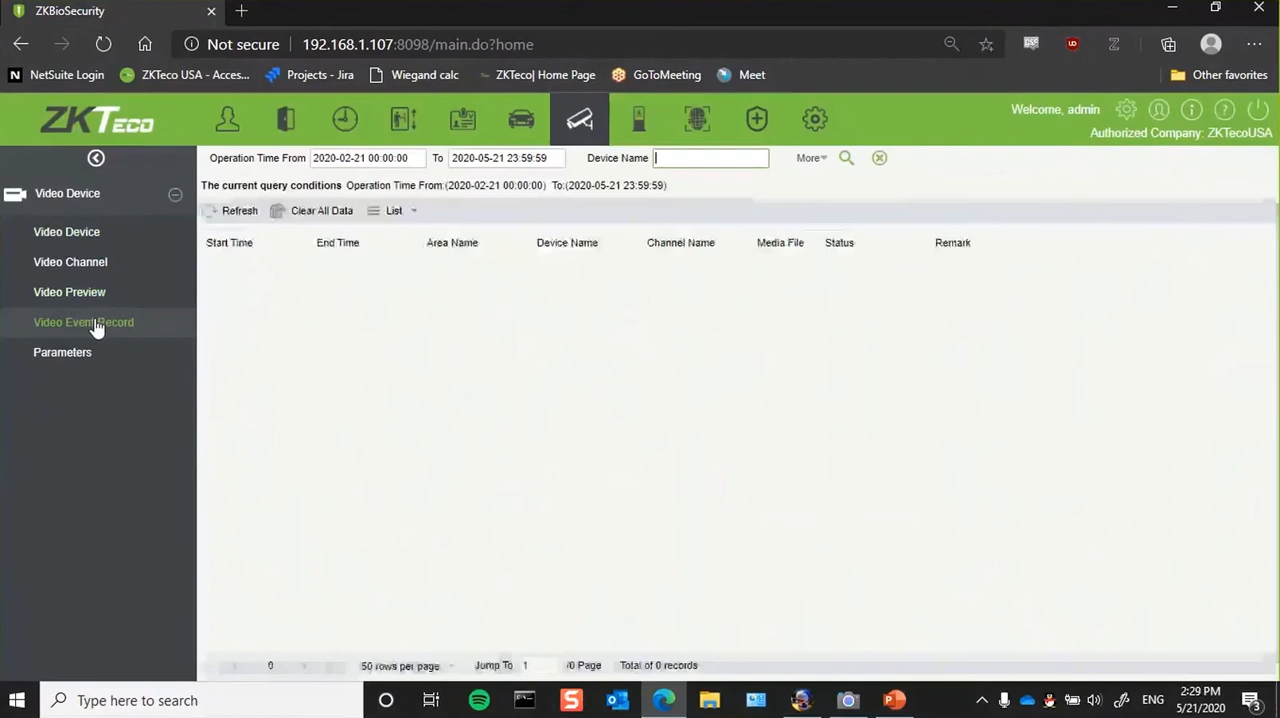 ZKBioSecurity
Not secure 192.168.1.107:8098/main.do?home
NetSuite Login ZKTeco USA - Acces... Projects - Jira Wiegand calc ZKTeco| Home Page GoToMeeting Meet Other favorites
ZKTeco
Welcome, admin
Authorized Company: ZKTecoUSA
Operation Time From 2020-02-21 00:00:00 To 2020-05-21 23:59:59 Device Name More
The current query conditions Operation Time From:(2020-02-21 00:00:00) To:(2020-05-21 23:59:59)
Refresh Clear All Data List
Start Time End Time Area Name Device Name Channel Name Media File Status Remark
Video Device
Video Device
Video Channel
Video Preview
Video Event Record
Parameters
0 50 rows per page Jump To 1 /0 Page Total of 0 records
Type here to search
ENG
2:29 PM
5/21/2020
3